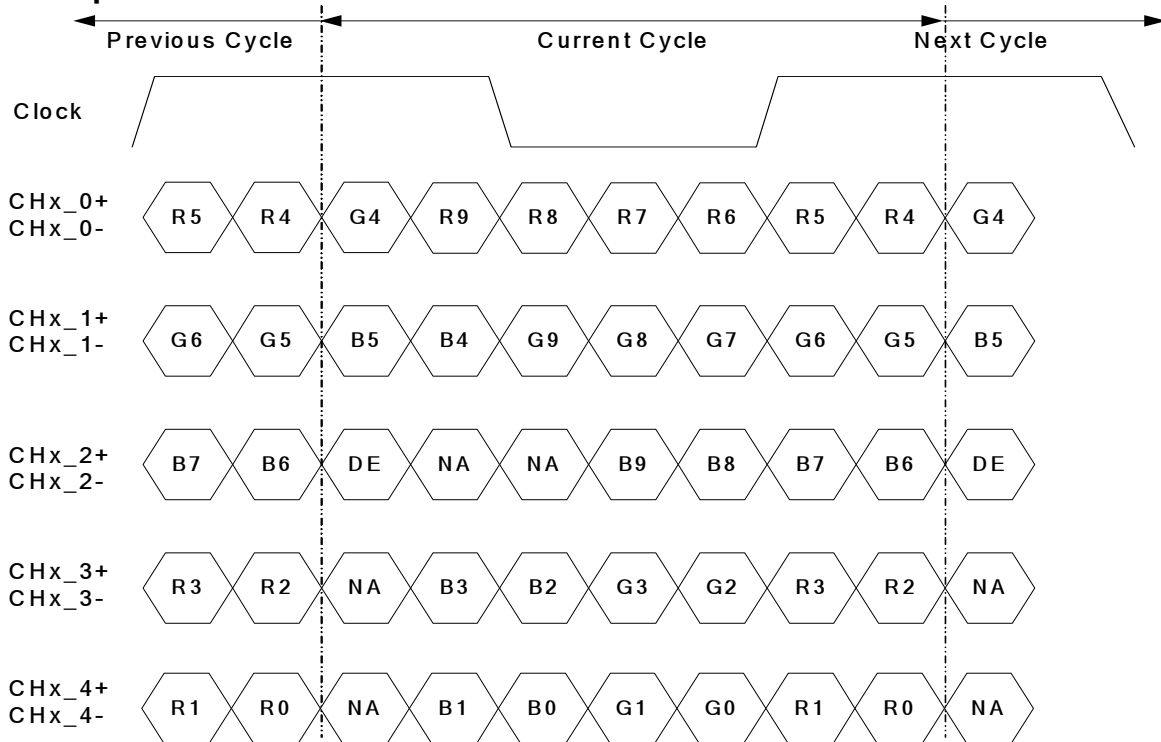 Previous Cycle Current Cycle Next Cycle
Clock
CHx_0+
CHx_0-
R5 R4 G4 R9 R8 R7 R6 R5 R4 G4
CHx_1+
CHx_1-
G6 G5 B5 B4 G9 G8 G7 G6 G5 B5
CHx_2+
CHx_2-
B7 B6 DE NA NA B9 B8 B7 B6 DE
CHx_3+
CHx_3-
R3 R2 NA B3 B2 G3 G2 R3 R2 NA
CHx_4+
CHx_4-
R1 R0 NA B1 B0 G1 G0 R1 R0 NA